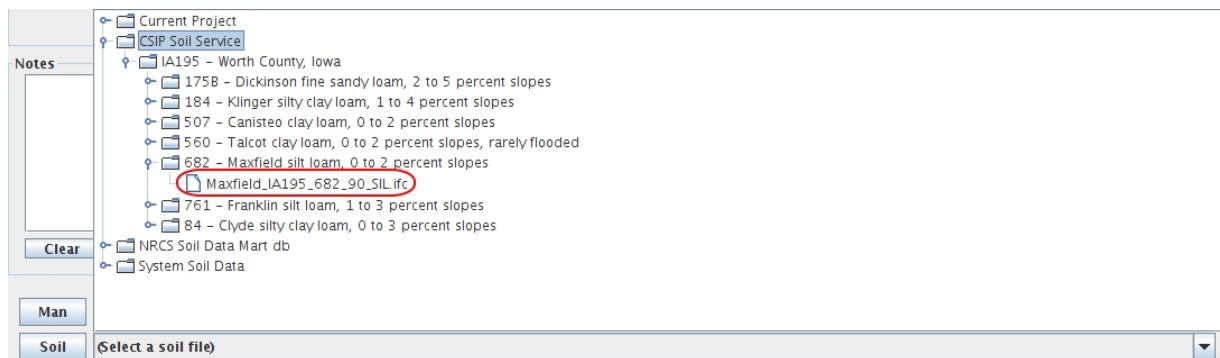 Current Project
CSIP Soil Service
Notes
IA195 – Worth County, Iowa
175B – Dickinson fine sandy loam, 2 to 5 percent slopes
184 – Klinger silty clay loam, 1 to 4 percent slopes
507 – Canisteo clay loam, 0 to 2 percent slopes
560 – Talcot clay loam, 0 to 2 percent slopes, rarely flooded
682 – Maxfield silt loam, 0 to 2 percent slopes
Maxfield_IA195_682_90_SIL.ifc
761 – Franklin silt loam, 1 to 3 percent slopes
84 – Clyde silty clay loam, 0 to 3 percent slopes
Clear
NRCS Soil Data Mart db
System Soil Data
Man
Soil
(Select a soil file)